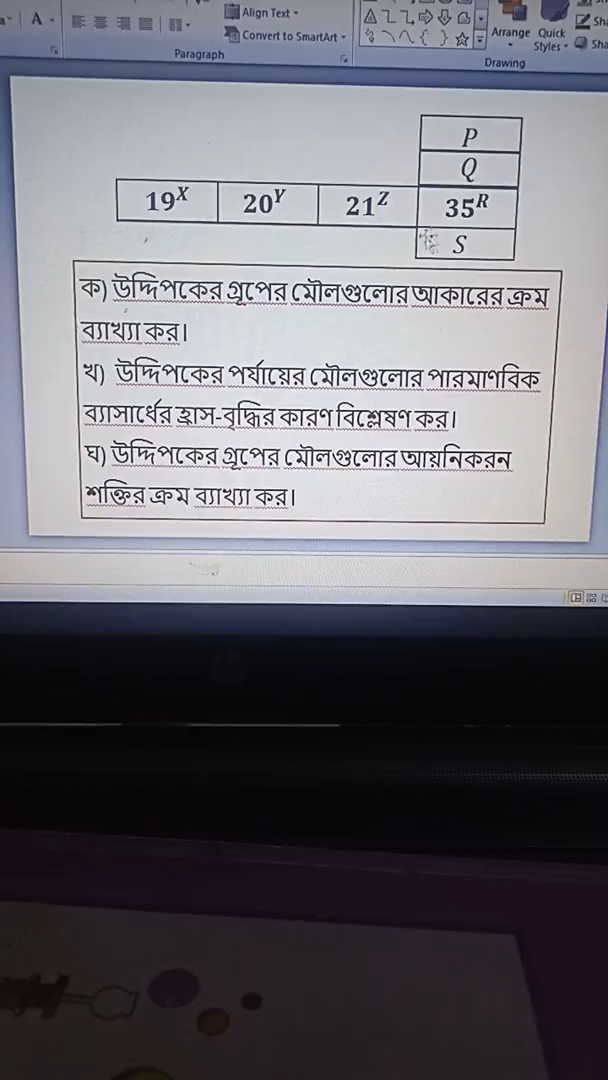 A
Align Text
Convert to SmartArt
Arrange Quick
Styles
Paragraph
Drawing
P
Q
19^X 20^Y 21^Z 35^R
S
ক) উদ্দিপকের গ্রূপের মৌলগুলোর আকারের ক্রম
ব্যাখ্যা কর।
খ) উদ্দিপকের পর্যায়ের মৌলগুলোর পারমাণবিক
ব্যাসার্ধের হ্রাস-বৃদ্ধির কারণ বিশ্লেষণ কর।
ঘ) উদ্দিপকের গ্রূপের মৌলগুলোর আয়নিকরন
শক্তির ক্রম ব্যাখ্যা কর।